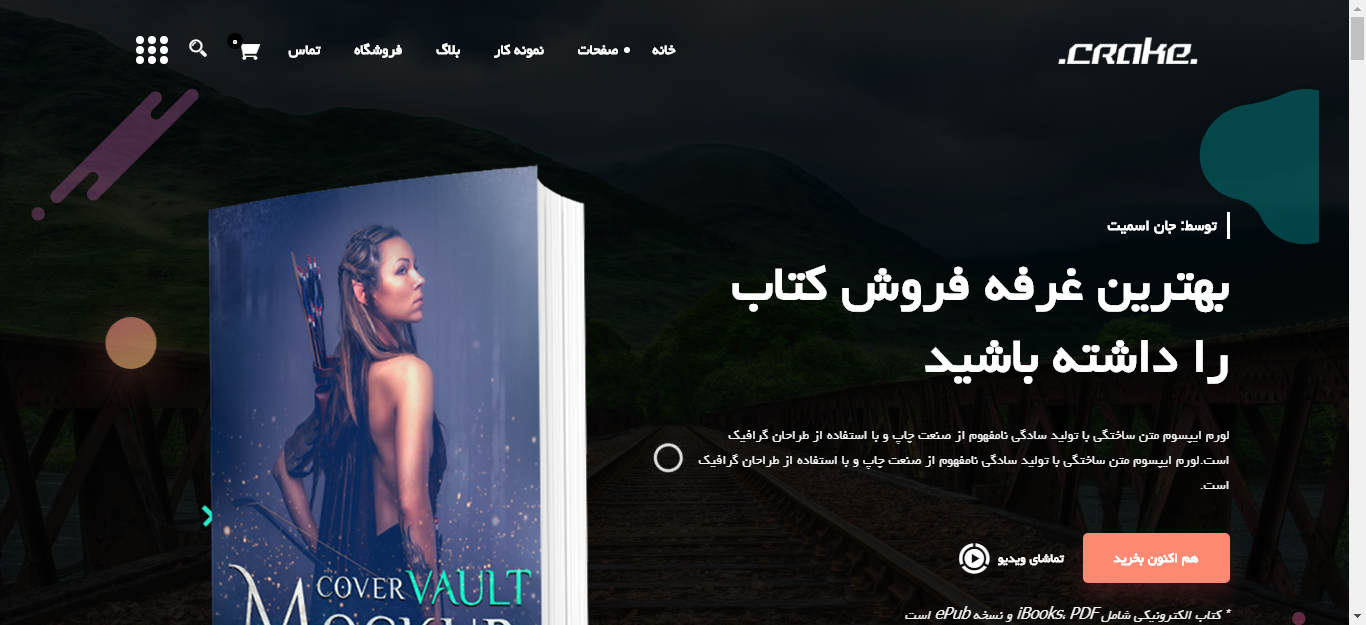 .CRAKE.
خانه
صفحات
نمونه کار
بلاگ
فروشگاه
تماس
0
توسط: جان اسمیت
بهترین غرفه فروش کتاب
را داشته باشید
لورم ایپسوم متن ساختگی با تولید سادگی نامفهوم از صنعت چاپ و با استفاده از طراحان گرافیک
است.لورم ایپسوم متن ساختگی با تولید سادگی نامفهوم از صنعت چاپ و با استفاده از طراحان گرافیک
است.
هم اکنون بخرید
تماشای ویدیو
* کتاب الکترونیکی شامل iBooks، PDF و نسخه ePub است
COVERVAULT
MOCKUP